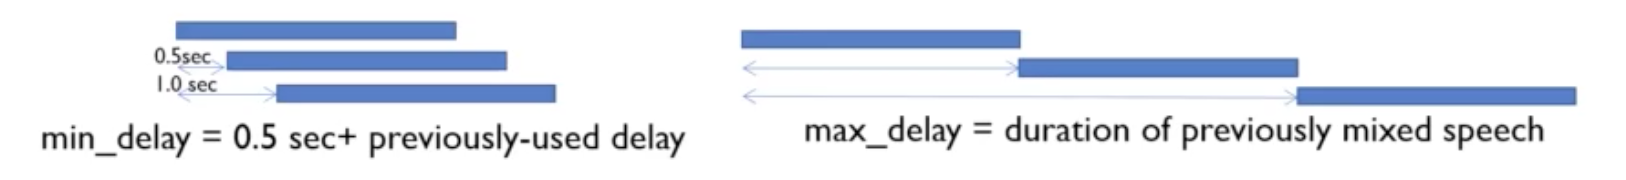 0.5sec
1.0 sec
min_delay = 0.5 sec+ previously-used delay
max_delay = duration of previously mixed speech